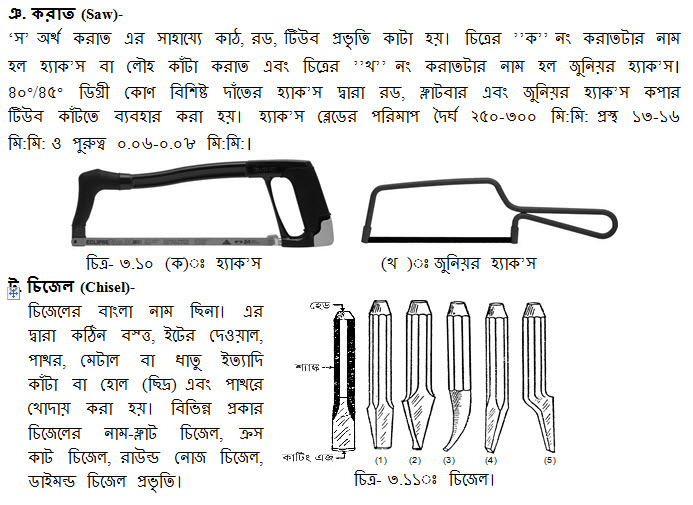 ঞ. করাত (Saw)-
‘স’ অর্থ করাত এর সাহায্যে কাঠ, রড, টিউব প্রভৃতি কাটা হয়। চিত্রের ’’ক’’ নং করাতটার নাম
হল হ্যাক’স বা লৌহ কাঁটা করাত এবং চিত্রের ’’থ’’ নং করাতটার নাম হল জুনিয়র হ্যাক’স।
৪০°/৪৫° ডিগ্রী কোণ বিশিষ্ট দাঁতের হ্যাক’স দ্বারা রড, ফ্লাটবার এবং জুনিয়র হ্যাক’স কপার
টিউব কাঁটতে ব্যবহার করা হয়। হ্যাক’স ব্লেডের পরিমাপ দৈর্ঘ ২৫০-৩০০ মি:মি: প্রস্থ ১৩-১৬
মি:মি: ও পুরুত্ব ০.০৬-০.০৮ মি:মি:।
ECLIPSE
চিত্র- ৩.১০ (ক)ঃ হ্যাক’স
(থ )ঃ জুনিয়র হ্যাক’স
ট. চিজেল (Chisel)-
চিজেলের বাংলা নাম ছিনা। এর
দ্বারা কঠিন বস্ত, ইটের দেওয়াল,
পাথর, মেটাল বা ধাতু ইত্যাদি
কাঁটা বা হোল (ছিদ্র) এবং পাথরে
খোদায় করা হয়। বিভিন্ন প্রকার
চিজেলের নাম-ফ্লাট চিজেল, ক্রস
কাট চিজেল, রাউন্ড নোজ চিজেল,
ডাইমন্ড চিজেল প্রভৃতি।
হেড
শ্যাঙ্ক
কাটিং এজ
(1) (2) (3) (4) (5)
চিত্র- ৩.১১ঃ চিজেল।